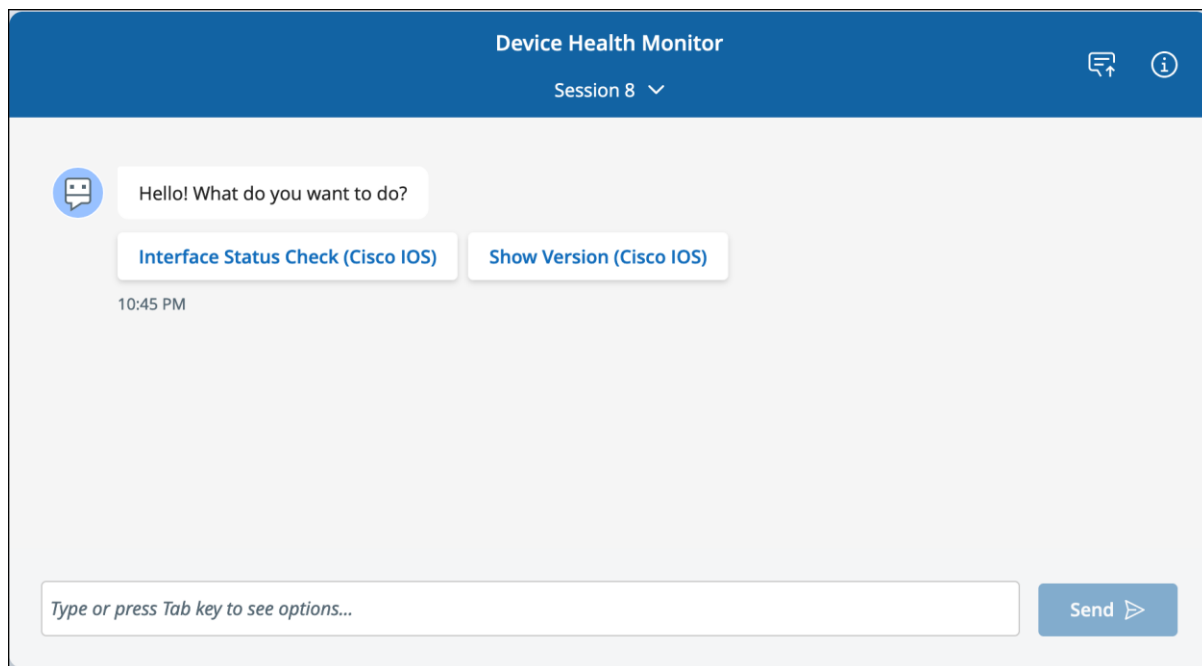 Device Health Monitor
Session 8
Hello! What do you want to do?
Interface Status Check (Cisco IOS) Show Version (Cisco IOS)
10:45 PM
Type or press Tab key to see options...
Send